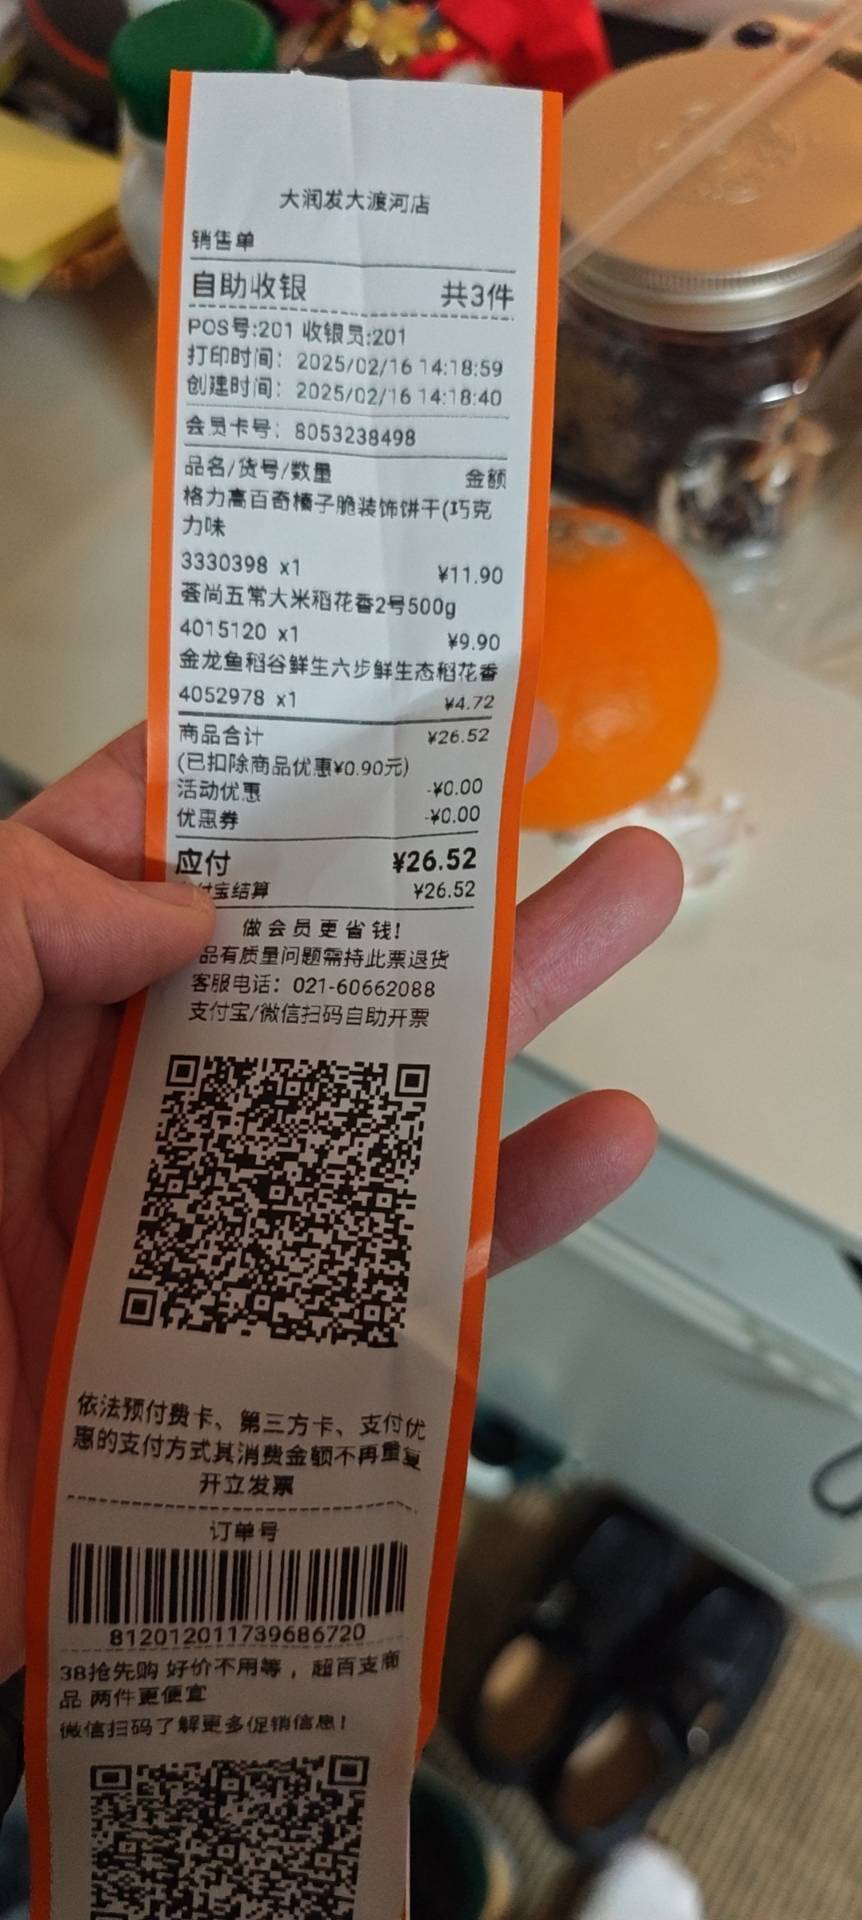 大润发大渡河店
销售单
自助收银 共3件
POS号:201 收银员:201
打印时间: 2025/02/16 14:18:59
创建时间: 2025/02/16 14:18:40
会员卡号: 8053238498
品名/货号/数量 金额
格力高百奇榛子脆装饰饼干(巧克
力味
3330398 x1 ¥11.90
荟尚五常大米稻花香2号500g
4015120 x1 ¥9.90
金龙鱼稻谷鲜生六步鲜生态稻花香
4052978 x1 ¥4.72
商品合计 ¥26.52
(已扣除商品优惠¥0.90元)
活动优惠 -¥0.00
优惠券 -¥0.00
应付 ¥26.52
付宝结算 ¥26.52
做会员更省钱!
品有质量问题需持此票退货
客服电话: 021-60662088
支付宝/微信扫码自助开票
依法预付费卡、第三方卡、支付优
惠的支付方式其消费金额不再重复
开立发票
订单号
812012011739686720
38抢先购 好价不用等, 超百支商
品 两件更便宜
微信扫码了解更多促销信息!